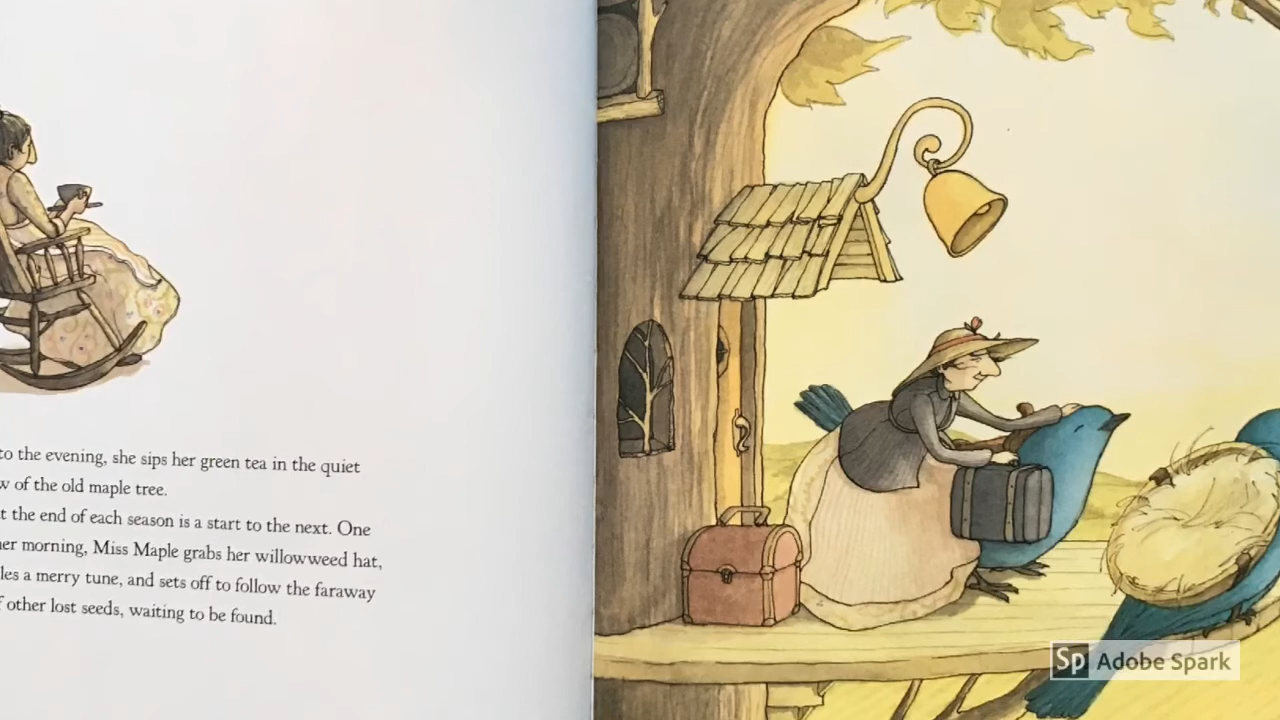 to the evening, she sips her green tea in the quiet
w of the old maple tree.
t the end of each season is a start to the next. One
er morning, Miss Maple grabs her willowweed hat,
les a merry tune, and sets off to follow the faraway
f other lost seeds, waiting to be found.
Sp Adobe Spark